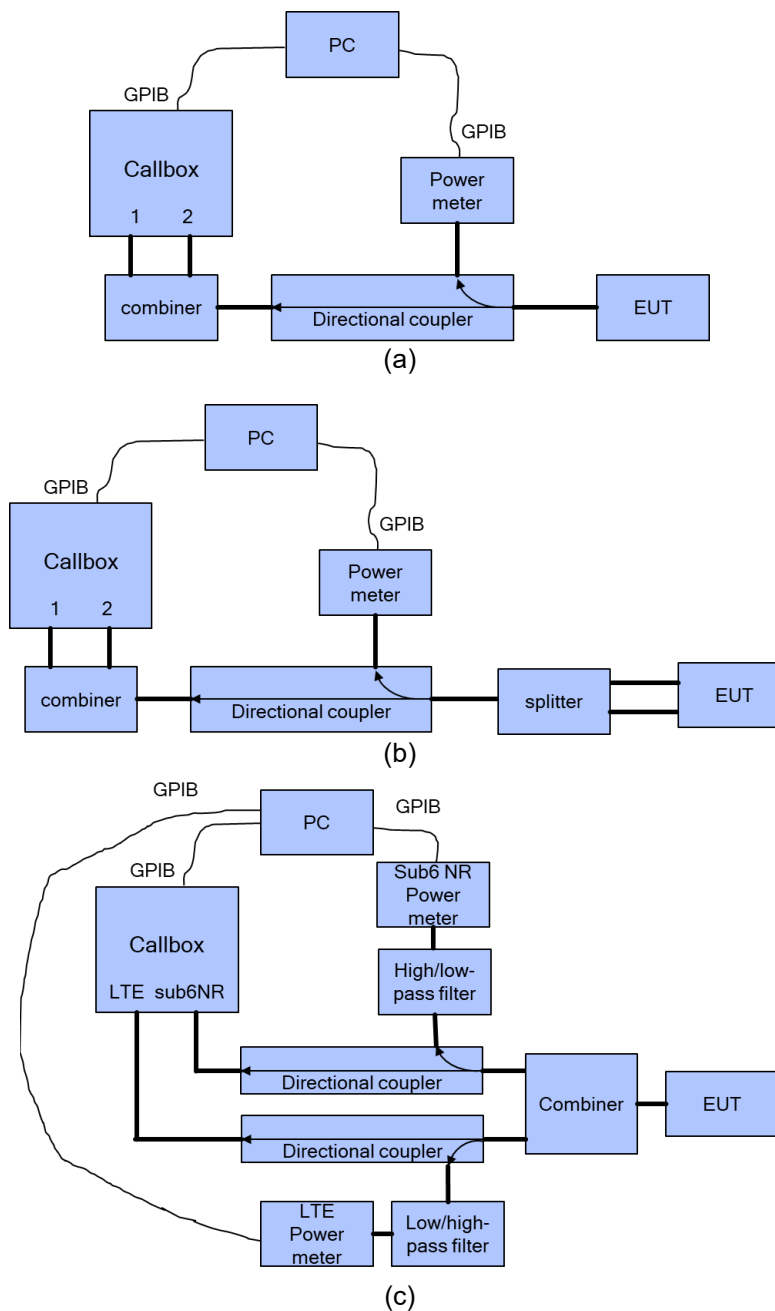 PC
GPIB
GPIB
Callbox
1 2
Power
meter
combiner
Directional coupler
EUT
(a)
PC
GPIB
GPIB
Callbox
1 2
Power
meter
combiner
Directional coupler
splitter
EUT
(b)
GPIB
PC
GPIB
GPIB
Sub6 NR
Power
meter
Callbox
LTE sub6NR
High/low-
pass filter
Directional coupler
Combiner
EUT
Directional coupler
LTE
Power
meter
Low/high-
pass filter
(c)